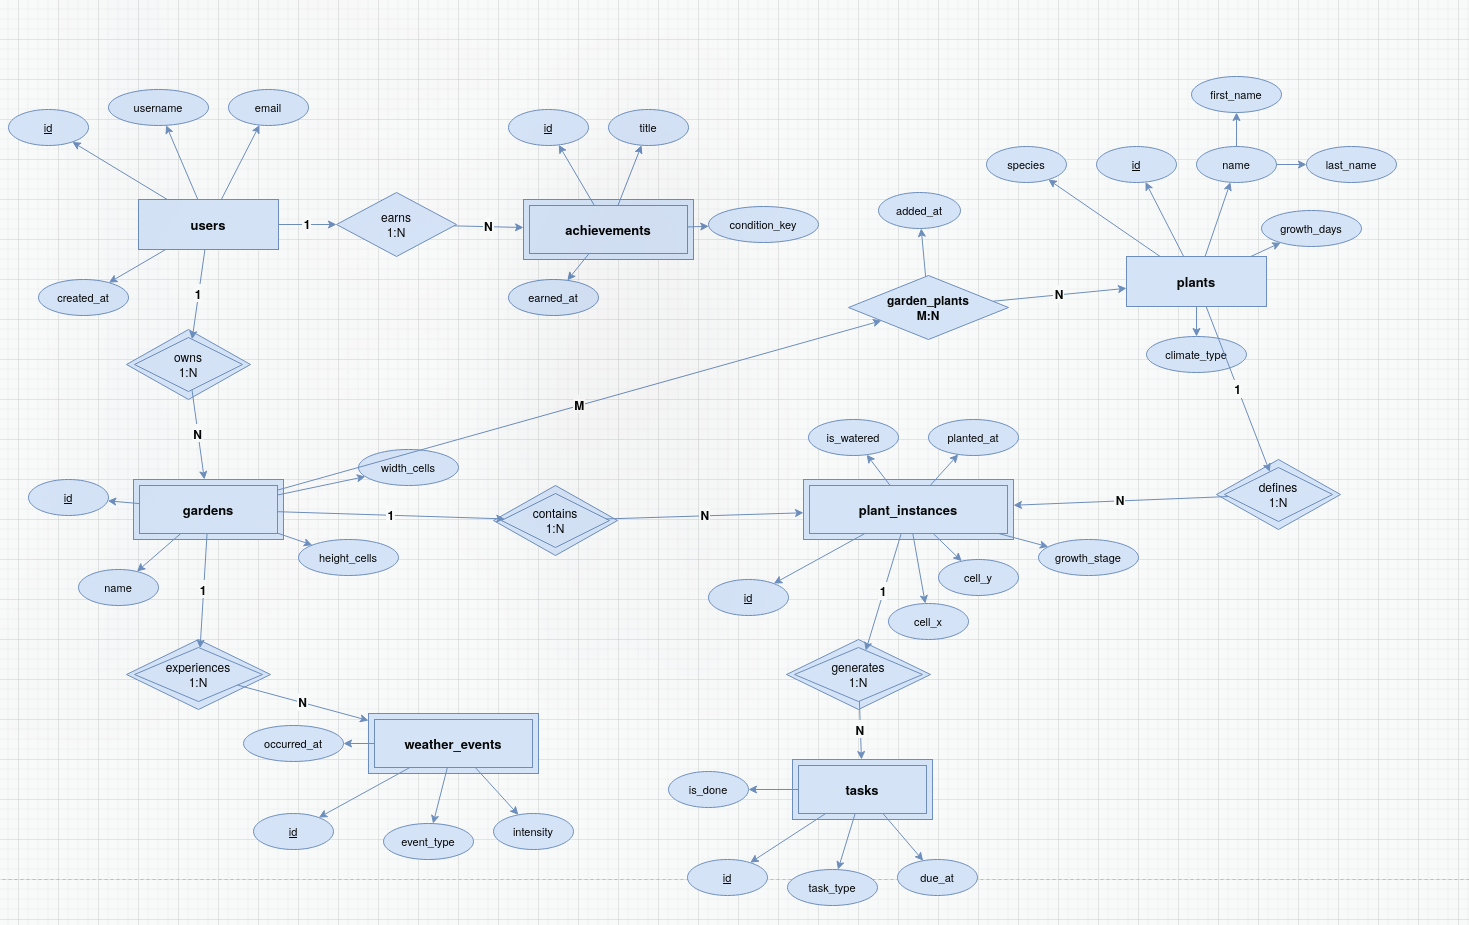 first_name
id
username
email
id
title
species
id
name
last_name
users
1
earns
1:N
N
achievements
condition_key
added_at
growth_days
plants
created_at
1
earned_at
garden_plants
M:N
N
owns
1:N
climate_type
1
M
N
is_watered
planted_at
width_cells
id
gardens
1
contains
1:N
N
plant_instances
N
defines
1:N
height_cells
growth_stage
name
1
id
1
cell_y
cell_x
experiences
1:N
generates
1:N
N
N
occurred_at
weather_events
is_done
tasks
id
event_type
intensity
id
task_type
due_at